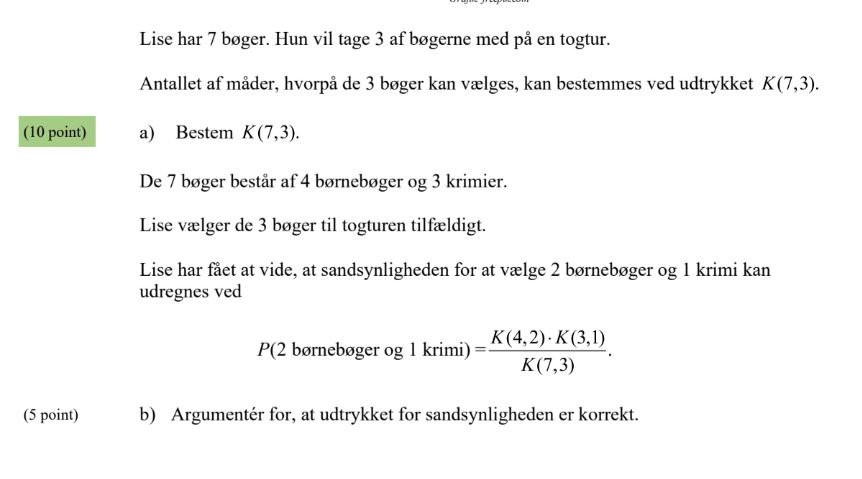 Lise har 7 bøger. Hun vil tage 3 af bøgerne med på en togtur.
Antallet af måder, hvorpå de 3 bøger kan vælges, kan bestemmes ved udtrykket K(7,3).
(10 point) a) Bestem K(7,3).
De 7 bøger består af 4 børnebøger og 3 krimier.
Lise vælger de 3 bøger til togturen tilfældigt.
Lise har fået at vide, at sandsynligheden for at vælge 2 børnebøger og 1 krimi kan
udregnes ved
P(2 børnebøger og 1 krimi) = K(4,2) · K(3,1) / K(7,3).
(5 point) b) Argumentér for, at udtrykket for sandsynligheden er korrekt.